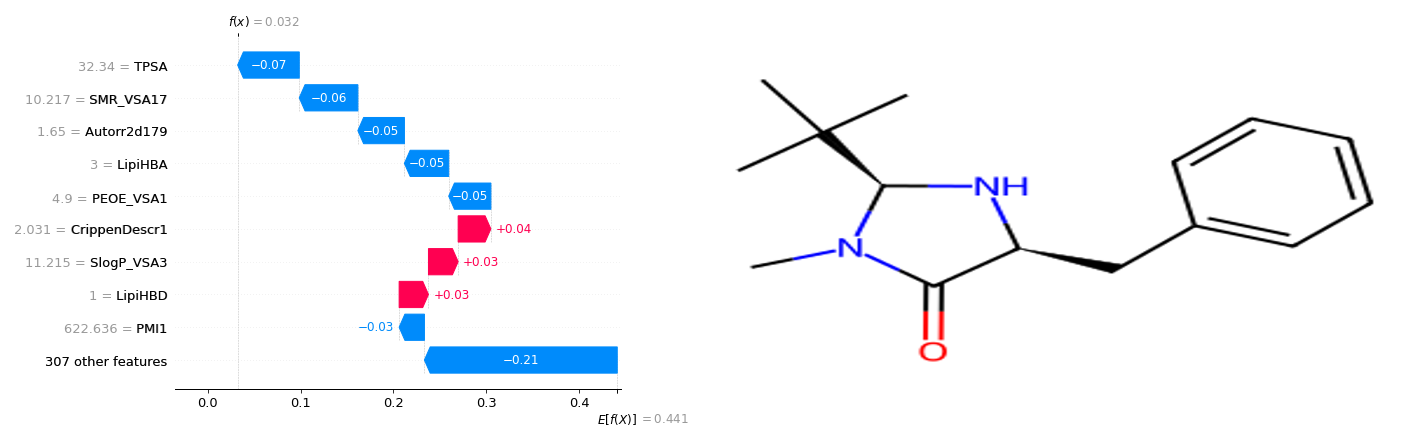 f(x) = 0.032
32.34 = TPSA
−0.07
10.217 = SMR_VSA17
−0.06
1.65 = Autorr2d179
−0.05
3 = LipiHBA
−0.05
4.9 = PEOE_VSA1
−0.05
2.031 = CrippenDescr1
+0.04
11.215 = SlogP_VSA3
+0.03
1 = LipiHBD
+0.03
622.636 = PMI1
−0.03
307 other features
−0.21
0.0 0.1 0.2 0.3 0.4
E[f(X)] = 0.441
NH
N
O